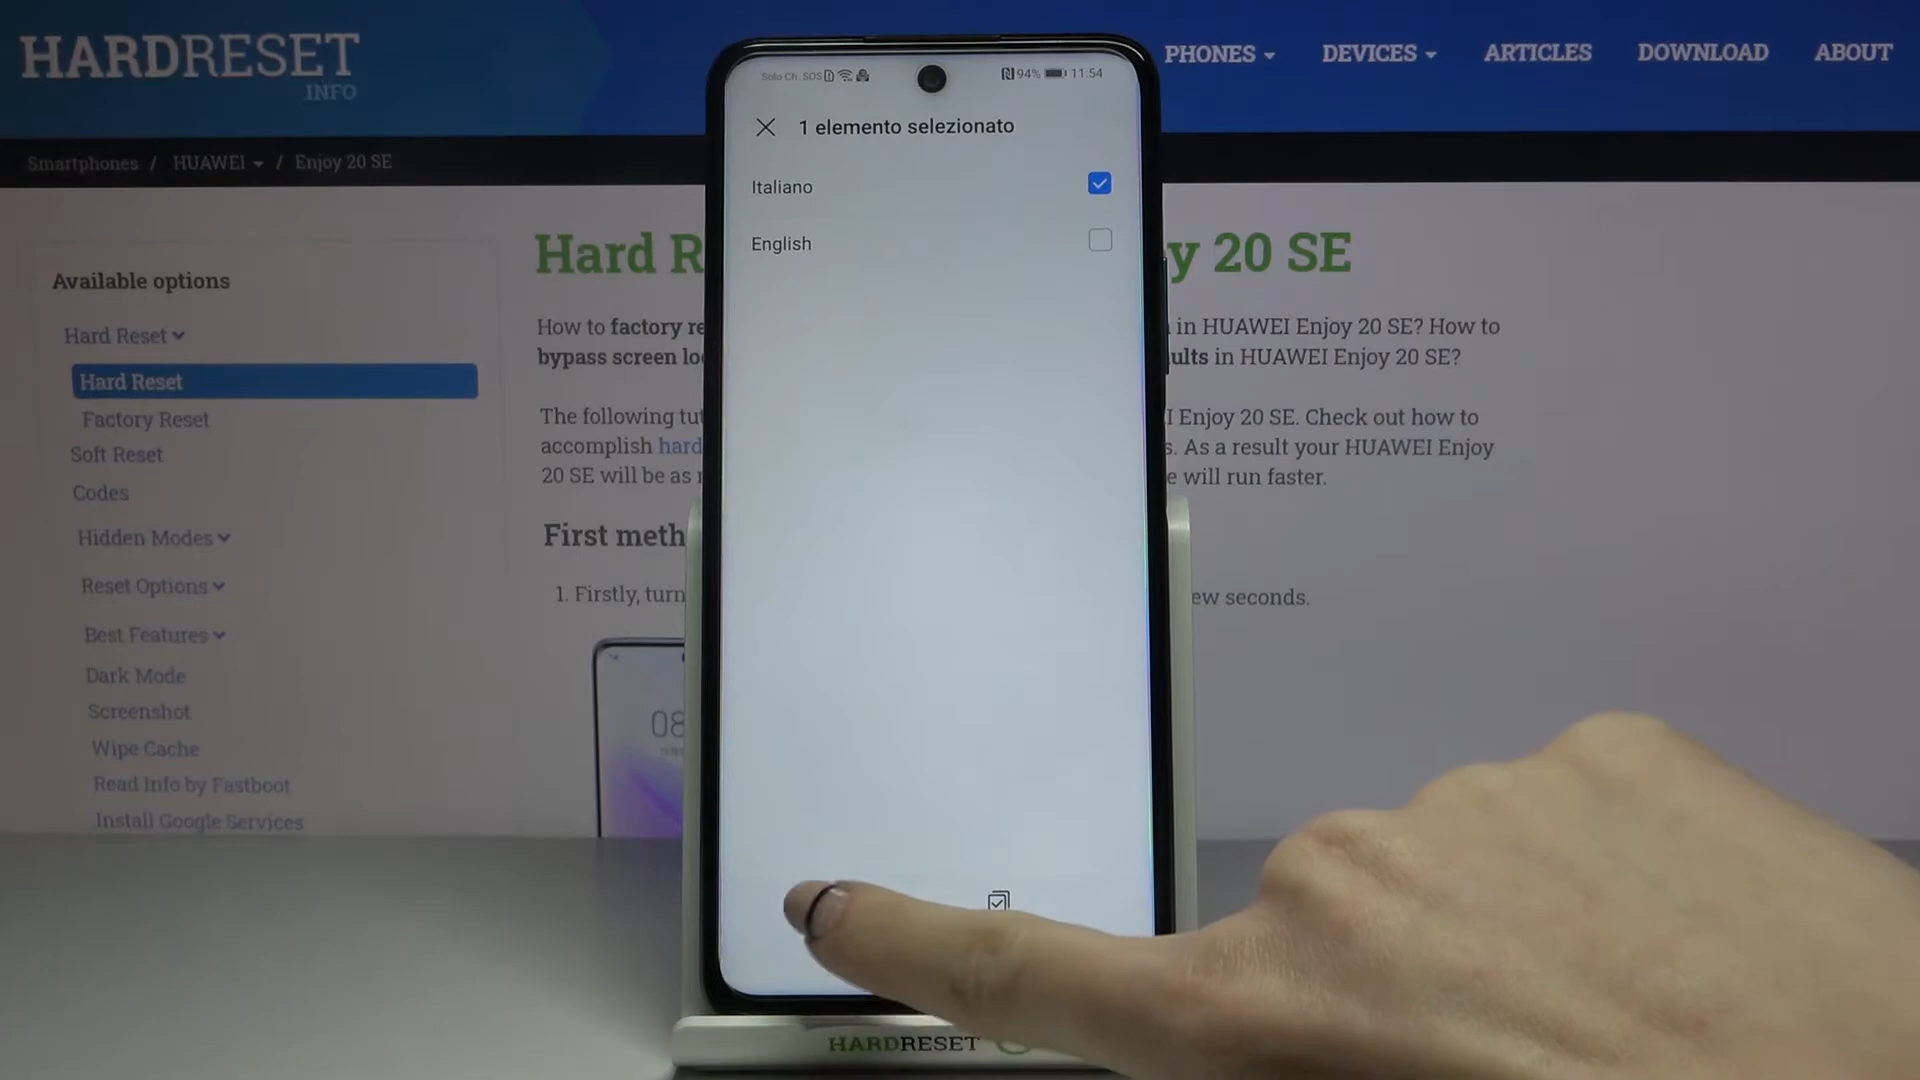 HARDRESET
.INFO
PHONES
DEVICES
ARTICLES
DOWNLOAD
ABOUT
Smartphones / HUAWEI / Enjoy 20 SE
Solo Ch. SOS
94% 11:54
1 elemento selezionato
Italiano
English
Available options
Hard Reset
Hard Reset
Factory Reset
Soft Reset
Codes
Hidden Modes
Reset Options
Best Features
Dark Mode
Screenshot
Wipe Cache
Read Info by Fastboot
Install Google Services
Hard R
y 20 SE
How to factory re
in HUAWEI Enjoy 20 SE? How to
bypass screen lo
ults in HUAWEI Enjoy 20 SE?
The following tut
I Enjoy 20 SE. Check out how to
accomplish hard
s. As a result your HUAWEI Enjoy
20 SE will be as
e will run faster.
First meth
1. Firstly, turn
ew seconds.
08
HARDRESET